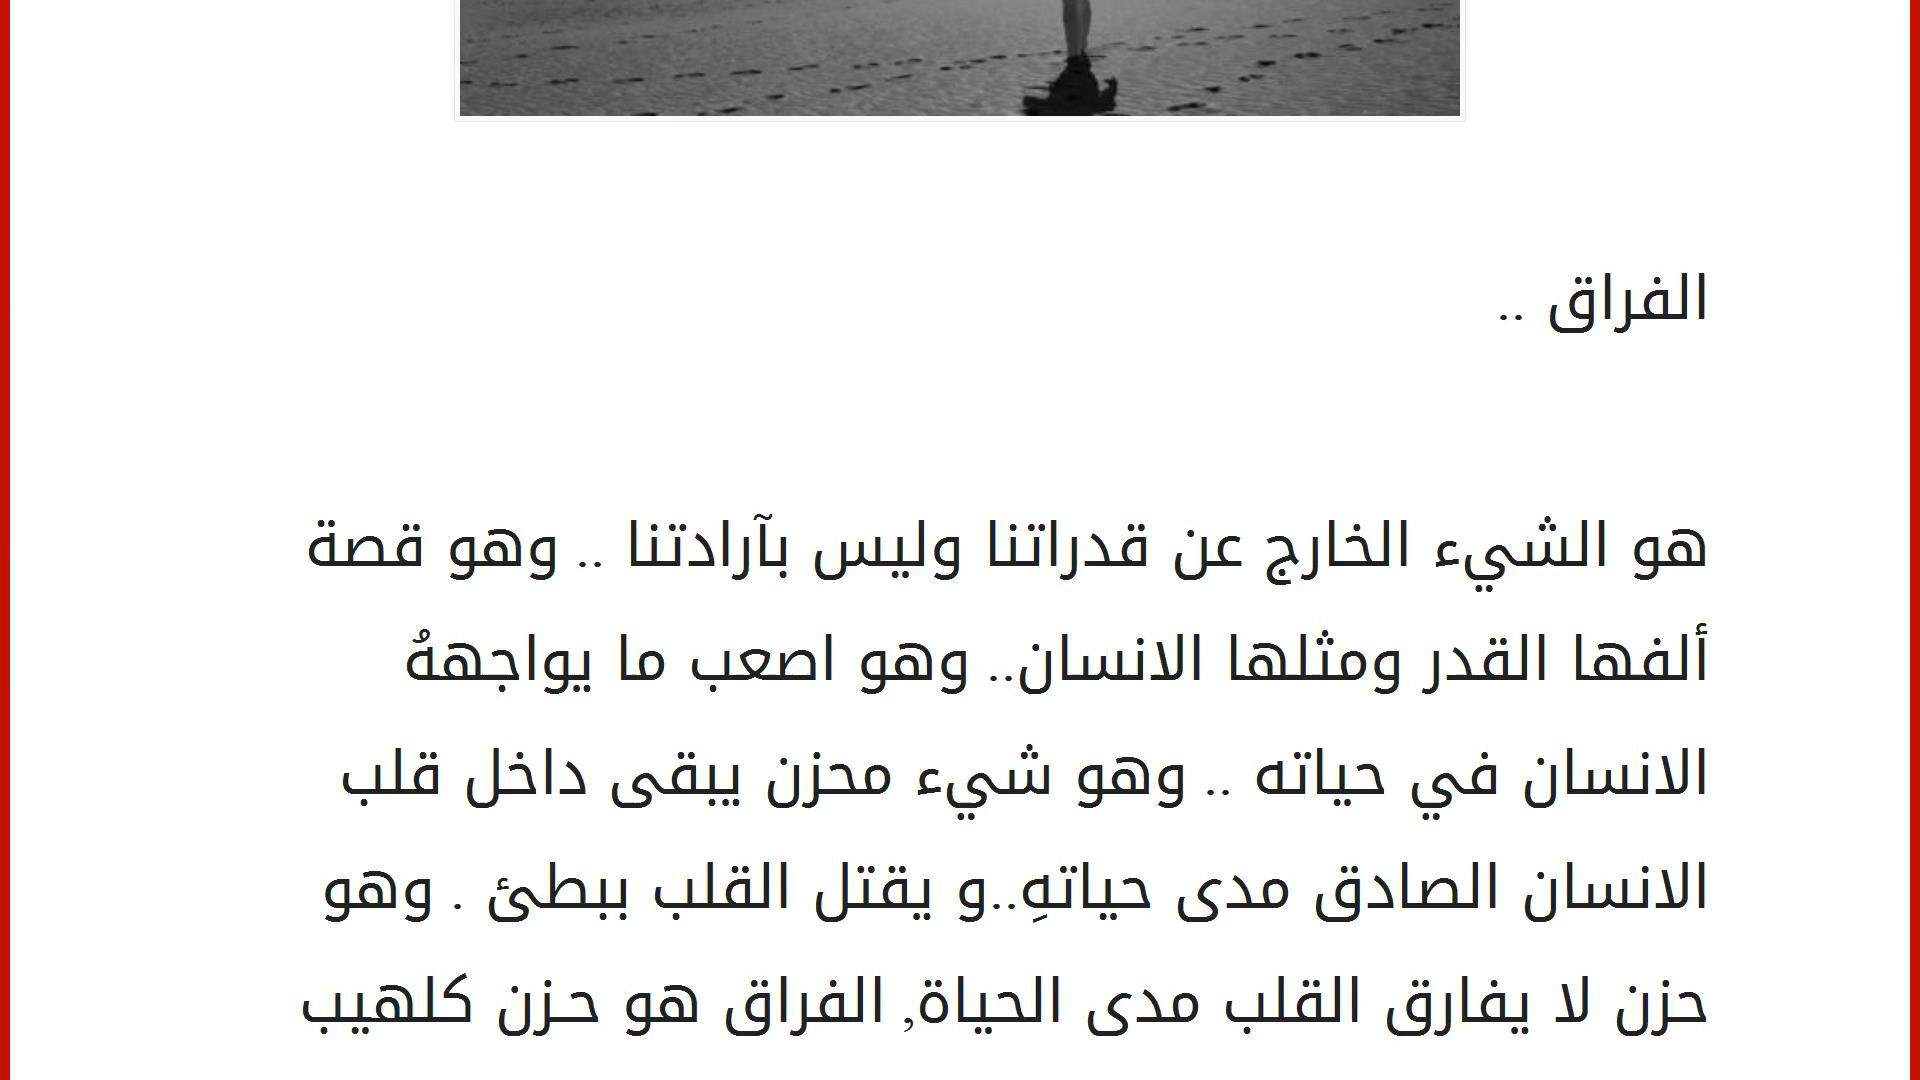 الفراق ..
هو الشيء الخارج عن قدراتنا وليس بآرادتنا .. وهو قصة
ألفها القدر ومثلها الانسان.. وهو اصعب ما يواجههُ
الانسان في حياته .. وهو شيء محزن يبقى داخل قلب
الانسان الصادق مدى حياتهِ..و يقتل القلب ببطئ . وهو
حزن لا يفارق القلب مدى الحياة, الفراق هو حـزن كلهيب